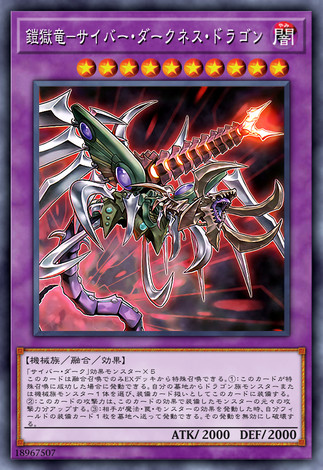 鎧獄竜－サイバー・ダークネス・ドラゴン
闇
【機械族／融合／効果】
「サイバー・ダーク」効果モンスター×５
このカードは融合召喚でのみEXデッキから特殊召喚できる。①：このカードが特
殊召喚に成功した場合に発動できる。自分の墓地からドラゴン族モンスターまた
は機械族モンスター１体を選び、装備カード扱いとしてこのカードに装備する。
②：このカードの攻撃力は、このカードの効果で装備したモンスターの元々の攻
撃力分アップする。③：相手が魔法・罠・モンスターの効果を発動した時、自分フィ
ールドの装備カード１枚を墓地へ送って発動できる。その発動を無効にし破壊す
る。
ATK/ 2000 DEF/ 2000
18967507